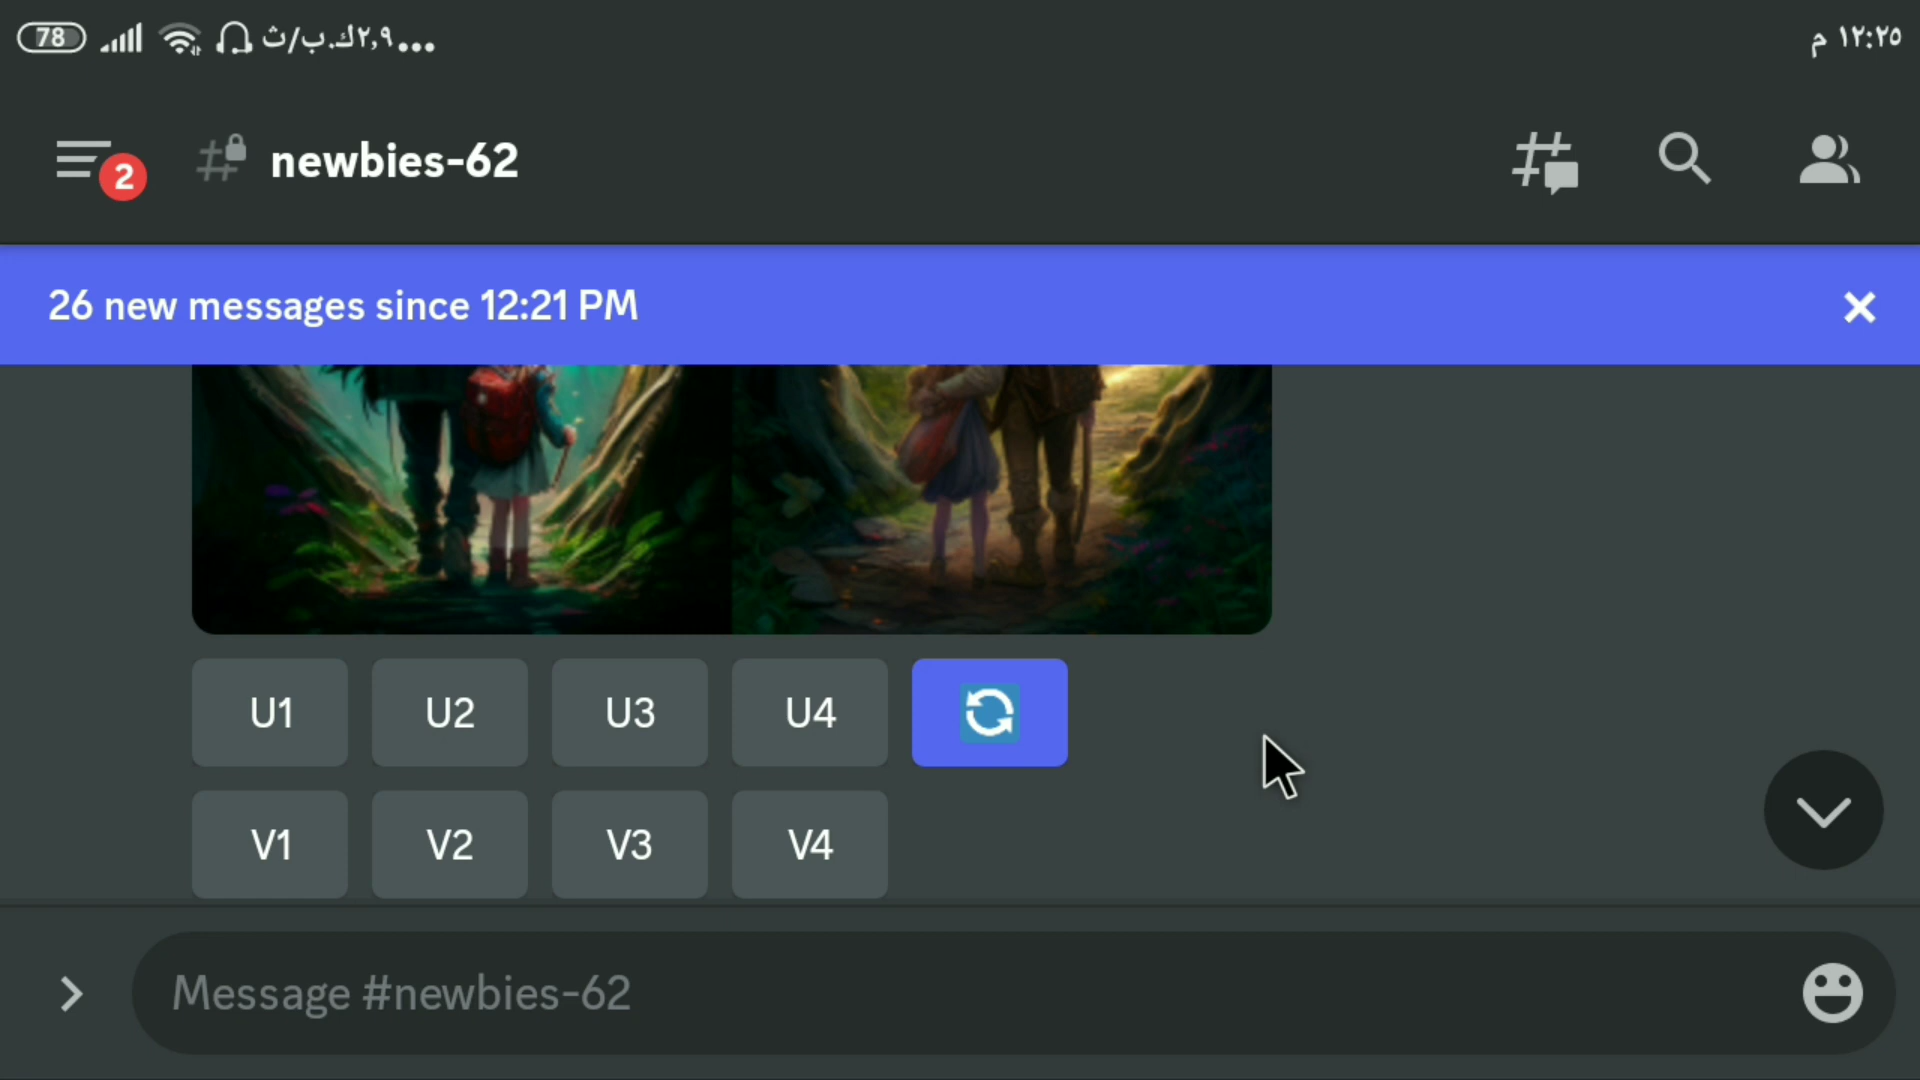 78 ...٢,٩ك.ب/ث ١٢:٢٥ م
2 newbies-62
26 new messages since 12:21 PM
U1 U2 U3 U4
V1 V2 V3 V4
Message #newbies-62